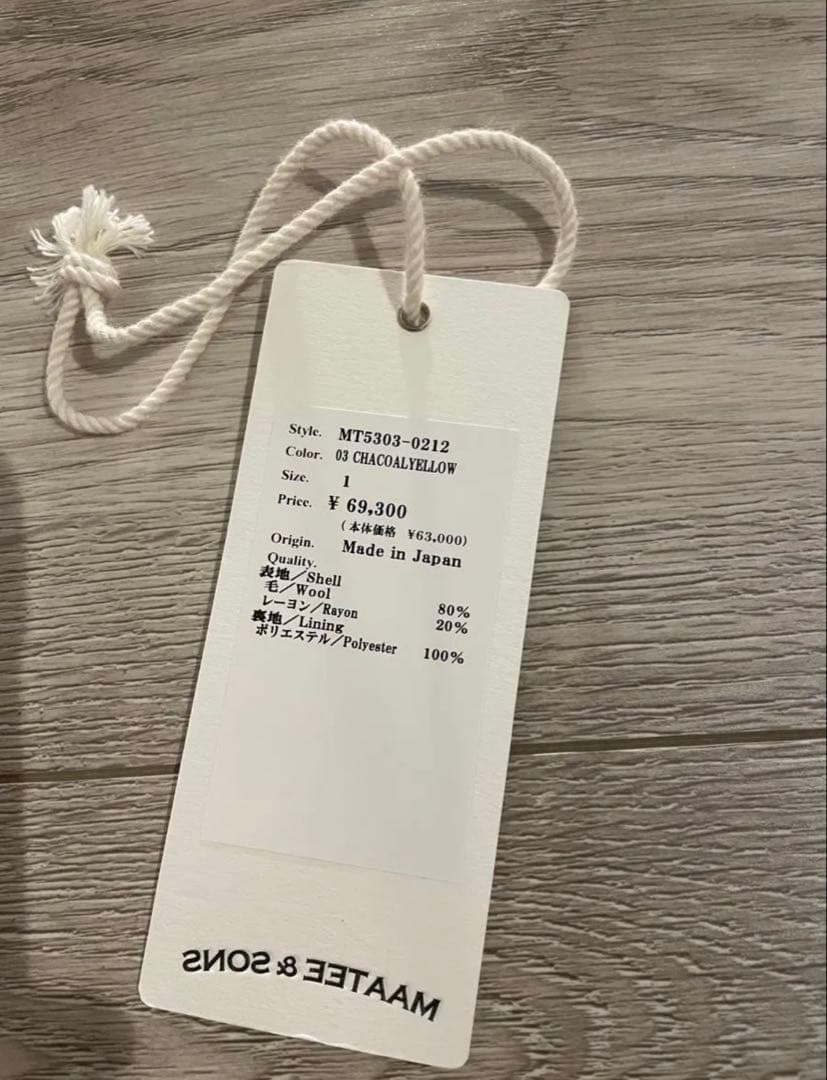 Style. MT5303-0212
Color. 03 CHACOALYELLOW
Size. 1
Price. ¥ 69,300
(本体価格 ¥63,000)
Origin. Made in Japan
Quality.
表地/Shell
毛/Wool 80%
レーヨン/Rayon 20%
裏地/Lining
ポリエステル/Polyester 100%
MAATEE & SONS